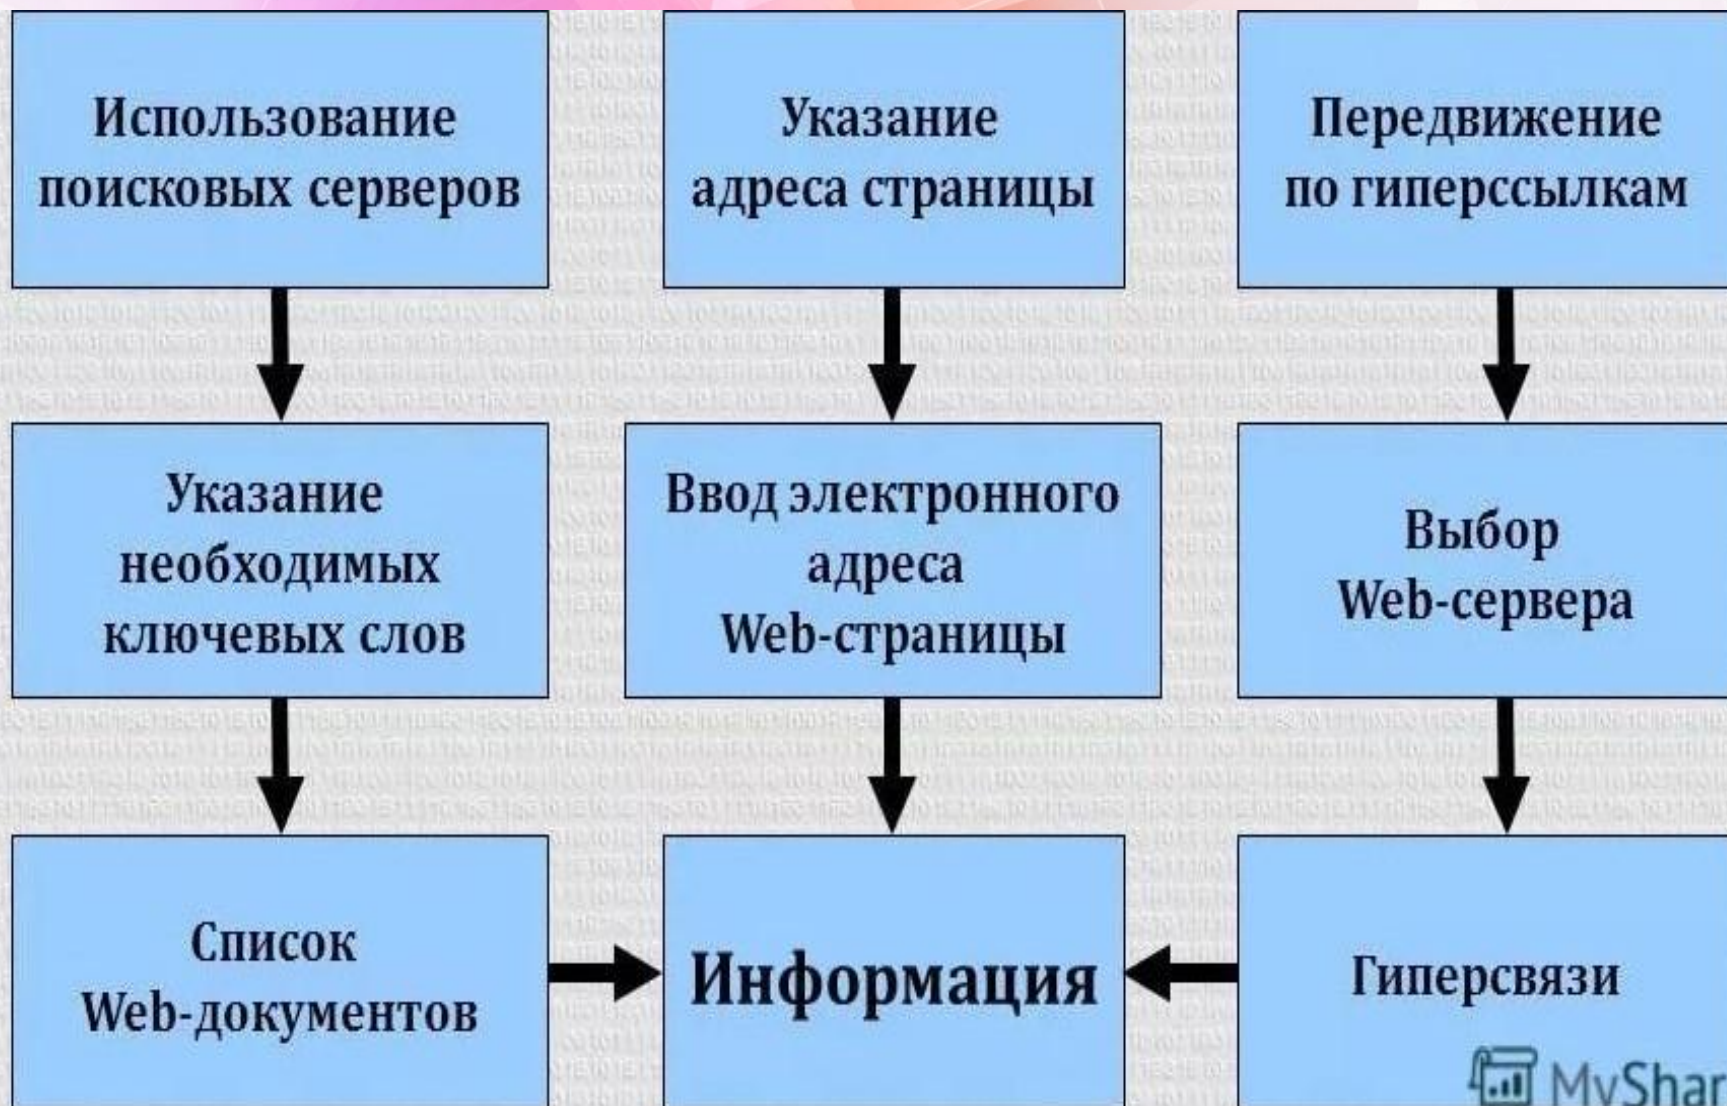 Использование
поисковых серверов
Указание
адреса страницы
Передвижение
по гиперссылкам
Указание
необходимых
ключевых слов
Ввод электронного
адреса
Web-страницы
Выбор
Web-сервера
Список
Web-документов
Информация
Гиперсвязи
MyShar